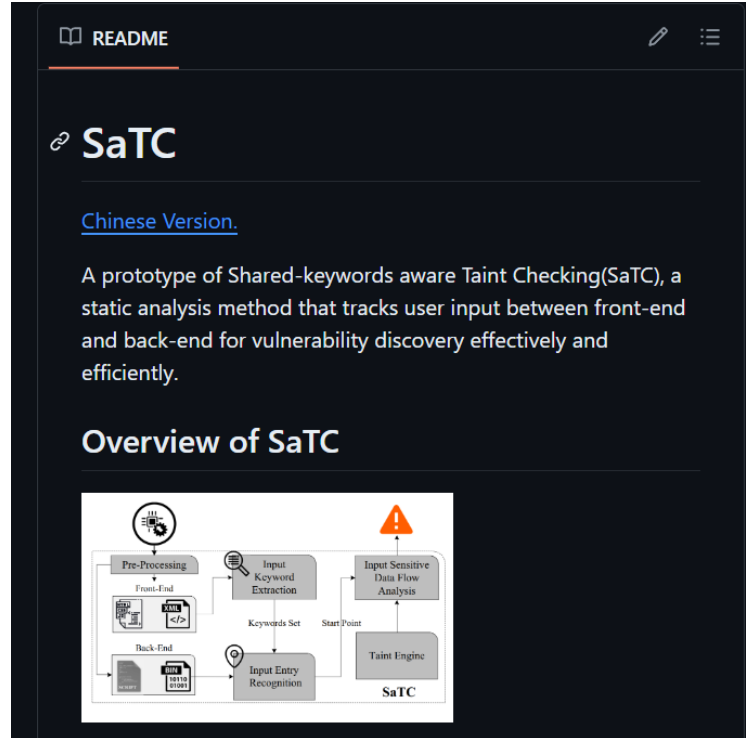 README
SaTC
Chinese Version.
A prototype of Shared-keywords aware Taint Checking(SaTC), a
static analysis method that tracks user input between front-end
and back-end for vulnerability discovery effectively and
efficiently.
Overview of SaTC
Pre-Processing
Front-End
XML
</>
Back-End
SCRIPT
BIN
10110
01001
Input
Keyword
Extraction
Keywords Set
Start Point
Input Entry
Recognition
Input Sensitive
Data Flow
Analysis
Taint Engine
SaTC